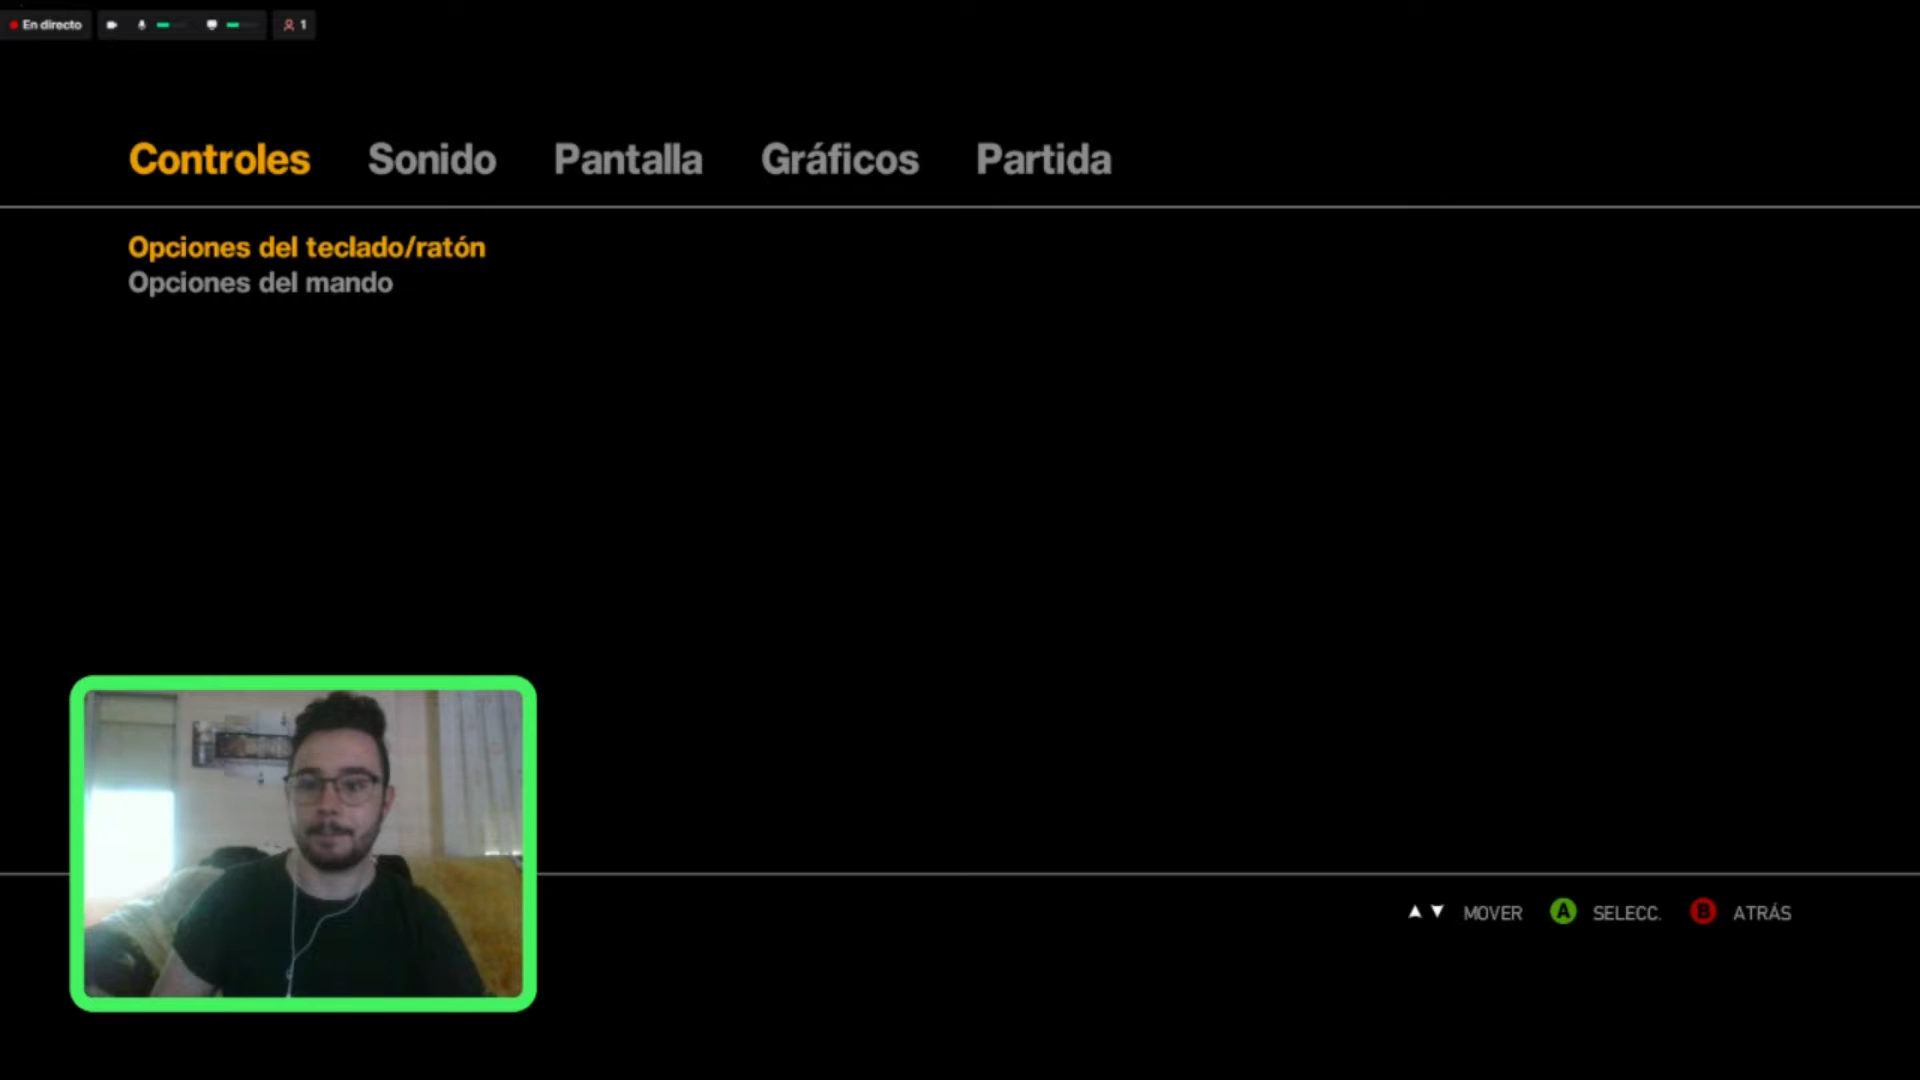 En directo
1
Controles Sonido Pantalla Gráficos Partida
Opciones del teclado/ratón
Opciones del mando
MOVER A SELECC. B ATRÁS